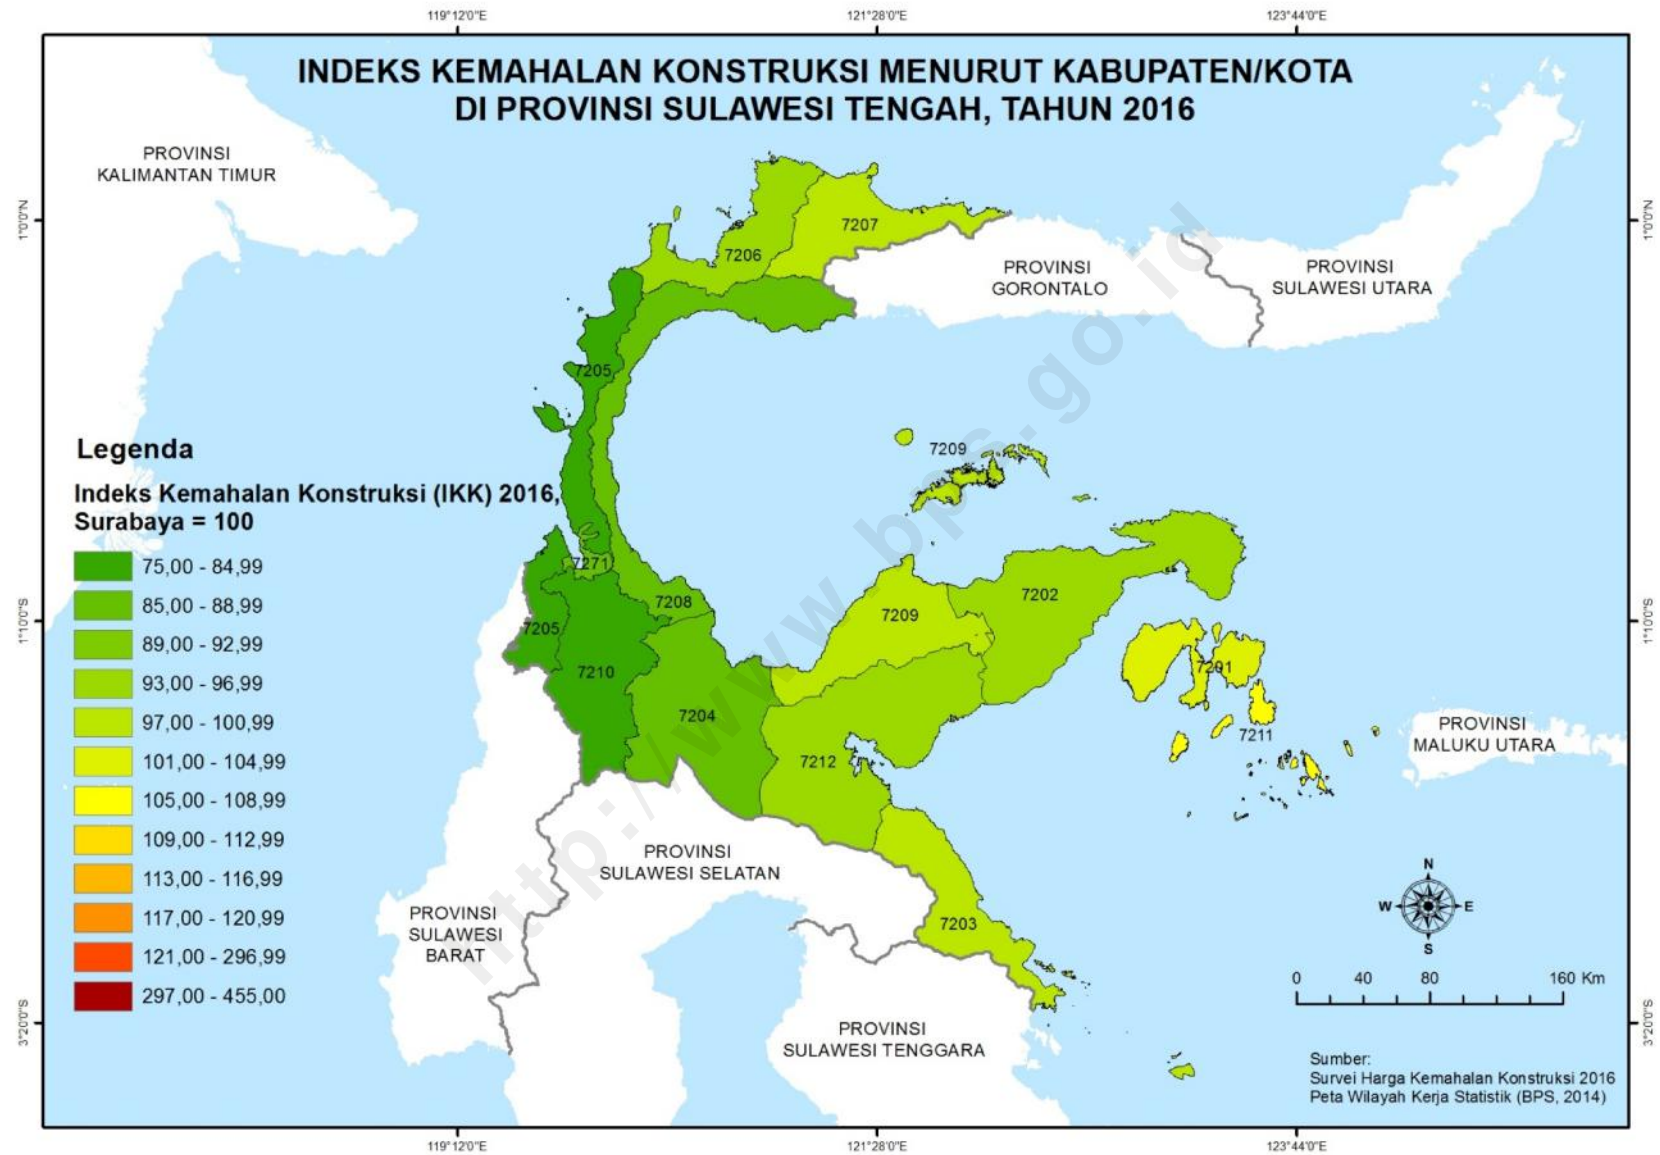 119°12'0"E
121°28'0"E
123°44'0"E
INDEKS KEMAHALAN KONSTRUKSI MENURUT KABUPATEN/KOTA
DI PROVINSI SULAWESI TENGAH, TAHUN 2016
PROVINSI
KALIMANTAN TIMUR
1°0'0"N
1°0'0"N
7207
7206
PROVINSI
GORONTALO
PROVINSI
SULAWESI UTARA
7205
7209
Legenda
Indeks Kemahalan Konstruksi (IKK) 2016,
Surabaya = 100
75,00 - 84,99
85,00 - 88,99
89,00 - 92,99
93,00 - 96,99
97,00 - 100,99
101,00 - 104,99
105,00 - 108,99
109,00 - 112,99
113,00 - 116,99
117,00 - 120,99
121,00 - 296,99
297,00 - 455,00
7271
7208
7202
7209
7205
7210
7201
7204
7211
7212
1°10'0"S
1°10'0"S
PROVINSI
MALUKU UTARA
PROVINSI
SULAWESI SELATAN
PROVINSI
SULAWESI
BARAT
7203
N
W
E
S
0 40 80 160 Km
3°20'0"S
3°20'0"S
PROVINSI
SULAWESI TENGGARA
Sumber:
Survei Harga Kemahalan Konstruksi 2016
Peta Wilayah Kerja Statistik (BPS, 2014)
119°12'0"E
121°28'0"E
123°44'0"E
http://www.bps.go.id